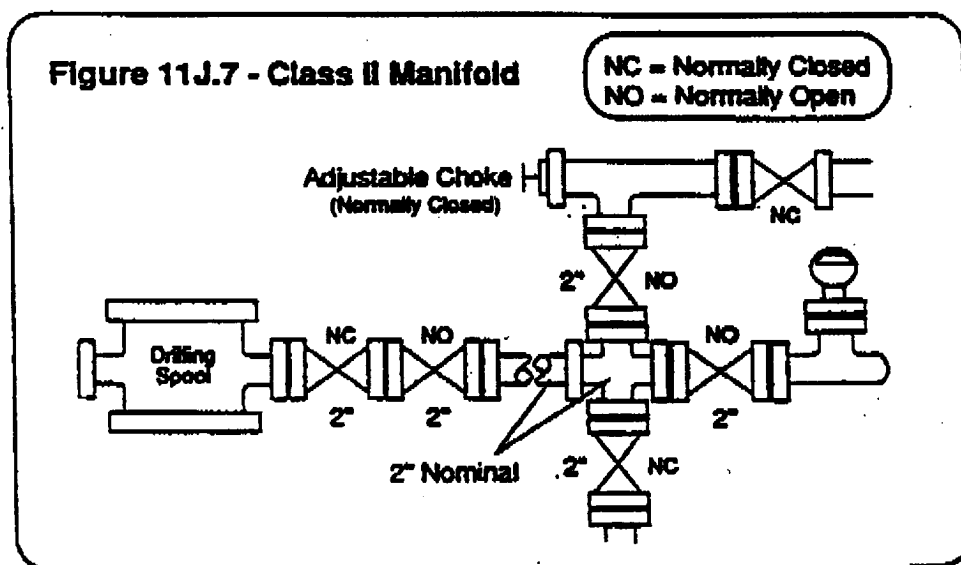 Figure 11J.7 - Class II Manifold
NC = Normally Closed
NO = Normally Open
Adjustable Choke
(Normally Closed)
NC
2" NO
Drilling
Spool
NC NO
2" 2"
NO
2"
2" Nominal
2" NC